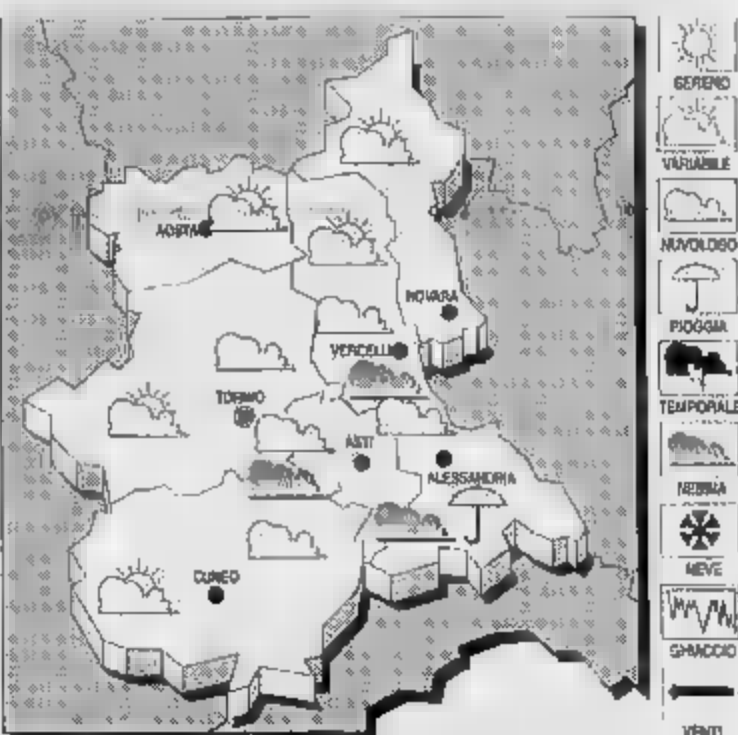 AOSTA
NOVARA
VERCELLI
TORINO
ASTI
ALESSANDRIA
CUNEO
SERENO
VARIABILE
NUVOLOSO
PIOGGIA
TEMPORALE
NEBBIA
NEVE
GHIACCIO
VENTI